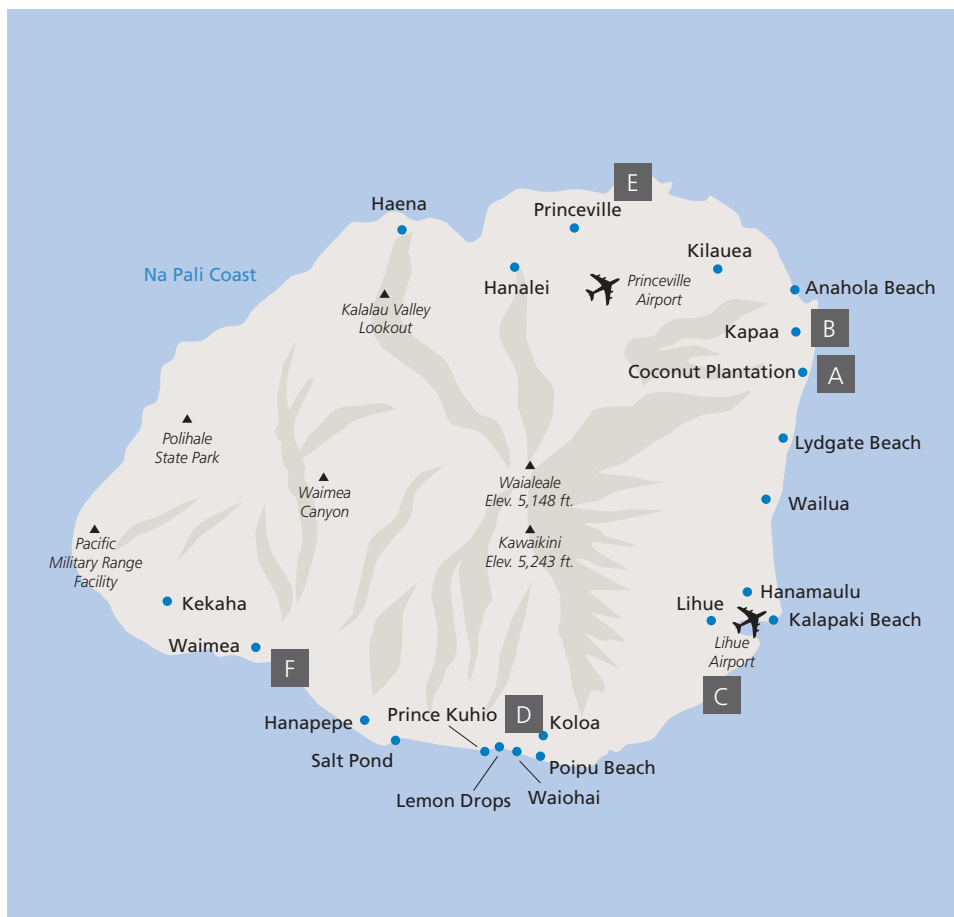 E
Haena
Princeville
Kilauea
Na Pali Coast
Hanalei
Princeville
Airport
Anahola Beach
Kalalau Valley
Lookout
Kapaa
B
Coconut Plantation
A
Polihale
State Park
Lydgate Beach
Waimea
Canyon
Waialeale
Elev. 5,148 ft.
Wailua
Pacific
Military Range
Facility
Kawaikini
Elev. 5,243 ft.
Hanamaulu
Kekaha
Lihue
Kalapaki Beach
Waimea
Lihue
Airport
F
C
Prince Kuhio
D
Hanapepe
Koloa
Salt Pond
Poipu Beach
Lemon Drops
Waiohai